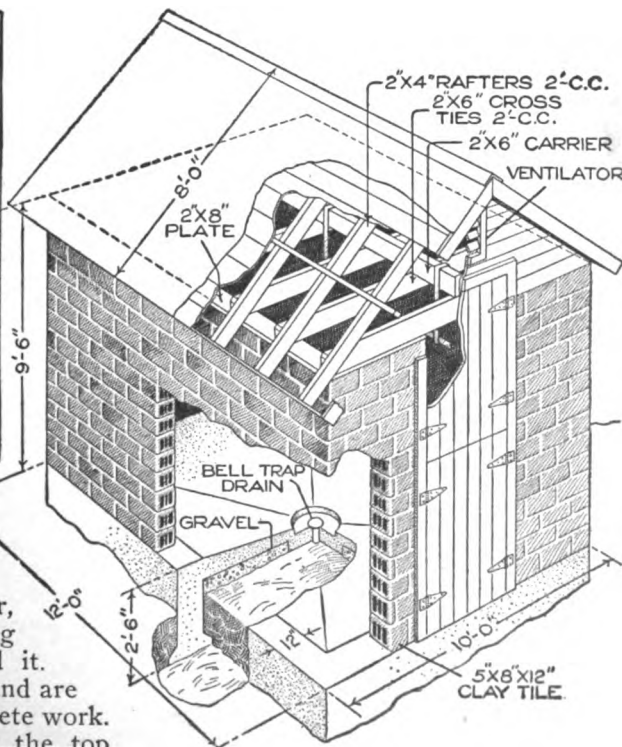 2"X4" RAFTERS 2'-C.C.
2"X6" CROSS
TIES 2'-C.C.
2"X6" CARRIER
VENTILATOR
8'-0"
2"X8"
PLATE
9'-6"
BELL TRAP
DRAIN
GRAVEL
12'-0"
2'-6"
12"
10'-0"
5"X8"X12"
CLAY TILE
it.
and are
ete work.
the top